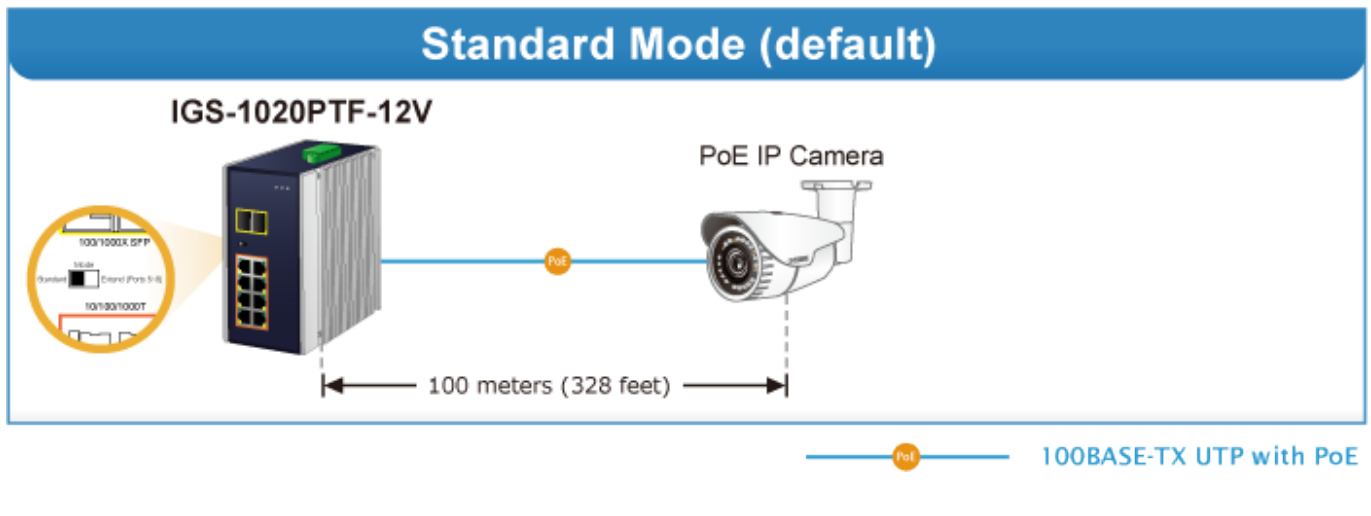 Standard Mode (default)
IGS-1020PTF-12V
PoE IP Camera
100/1000X SFP
Mode
Standard Extend (Ports 5-8)
10/100/1000T
PoE
100 meters (328 feet)
PoE 100BASE-TX UTP with PoE